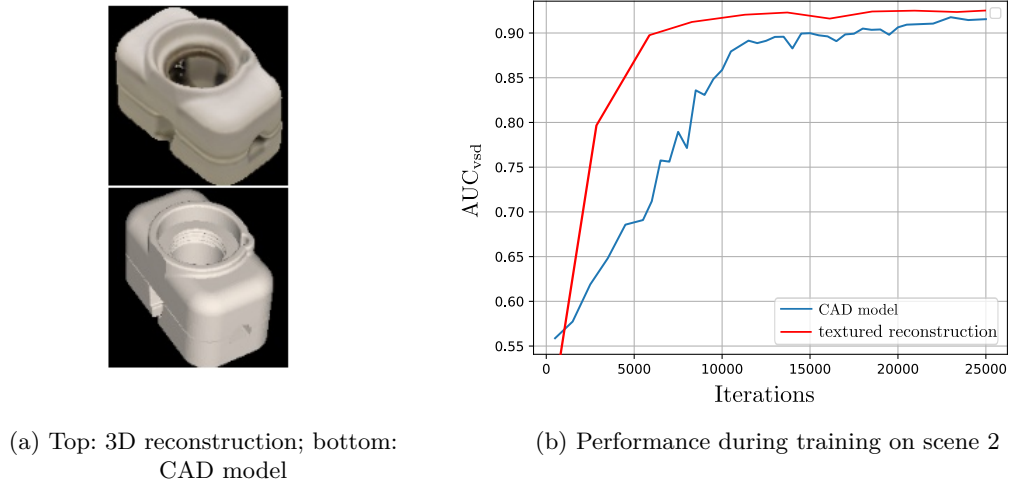 0.90
0.85
0.80
0.75
0.70
0.65
0.60
0.55
AUCvsd
CAD model
textured reconstruction
0 5000 10000 15000 20000 25000
Iterations
(a) Top: 3D reconstruction; bottom:
CAD model
(b) Performance during training on scene 2